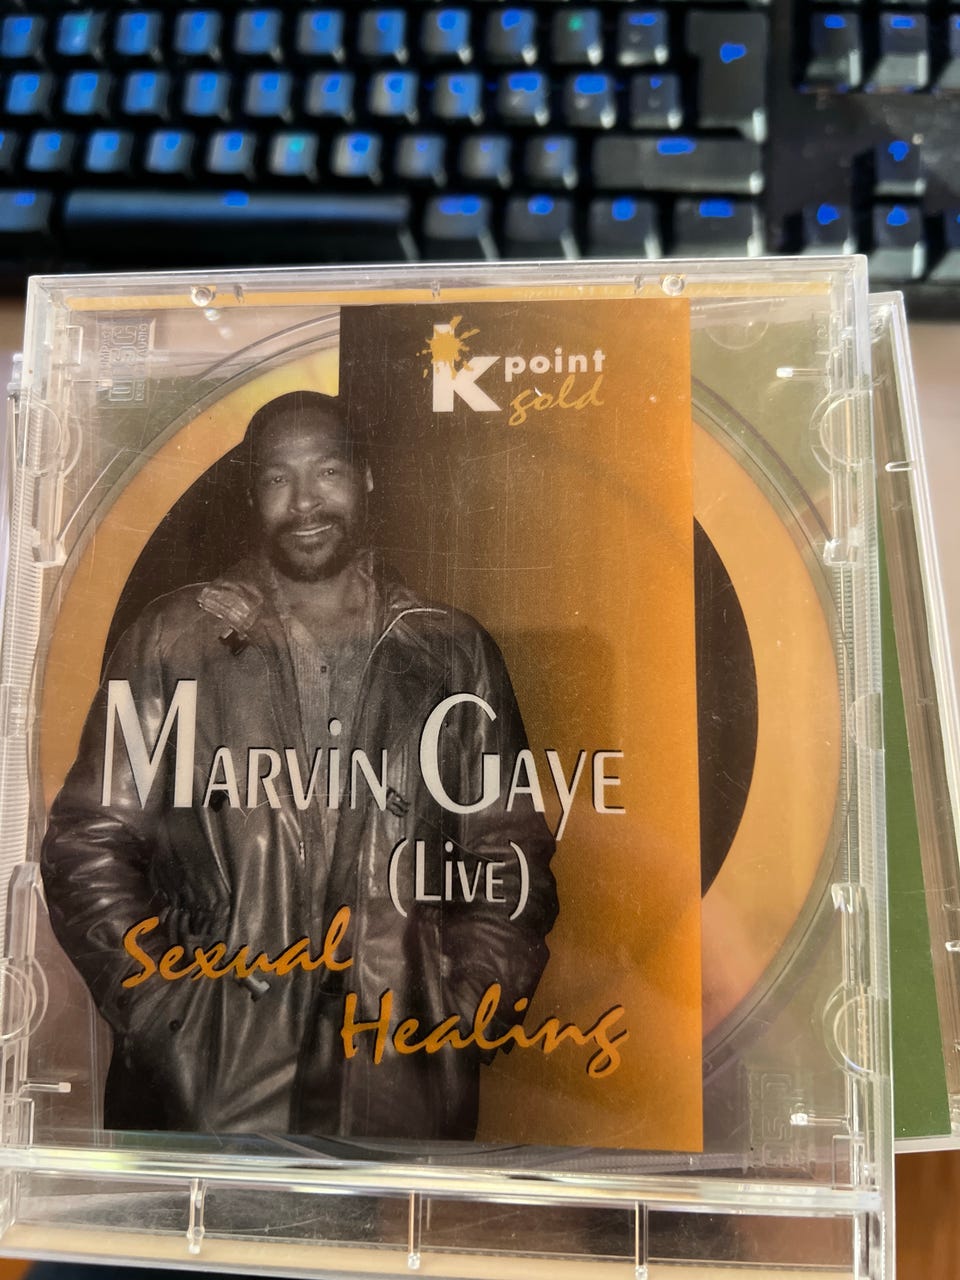 K point
gold
MARViN GAYE
(LiVE)
Sexual
Healing